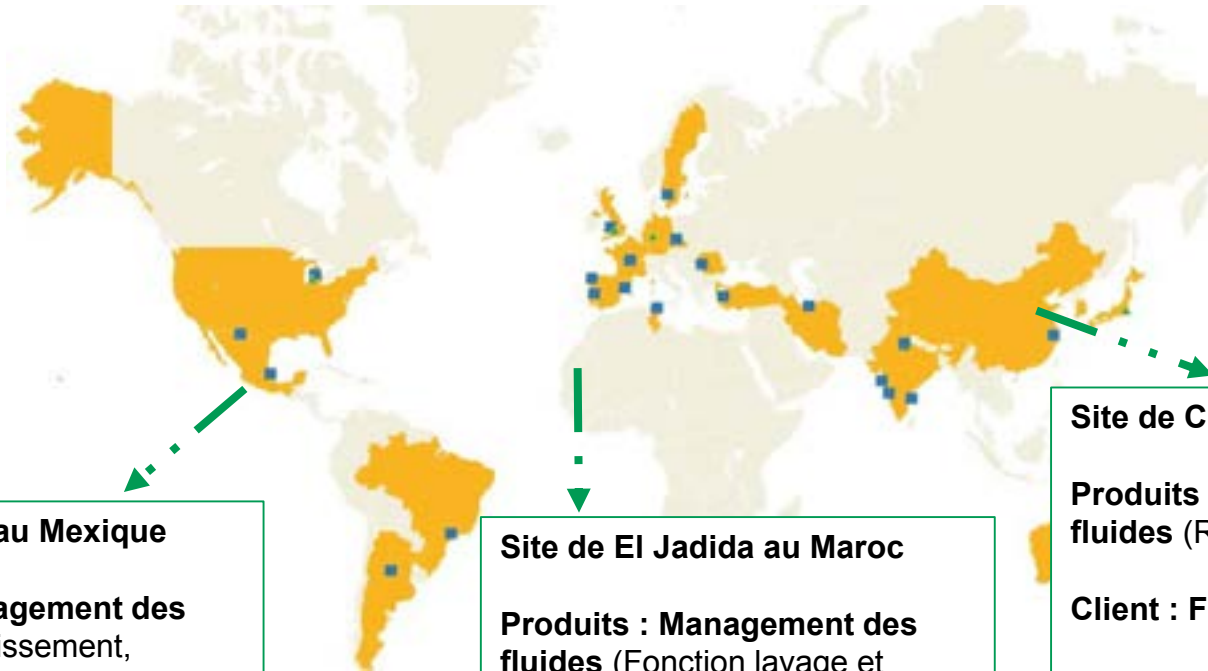 au Mexique
agement des
issement,
Site de El Jadida au Maroc
Produits : Management des
fluides (Fonction lavage et
Site de C
Produits
fluides (R
Client : F